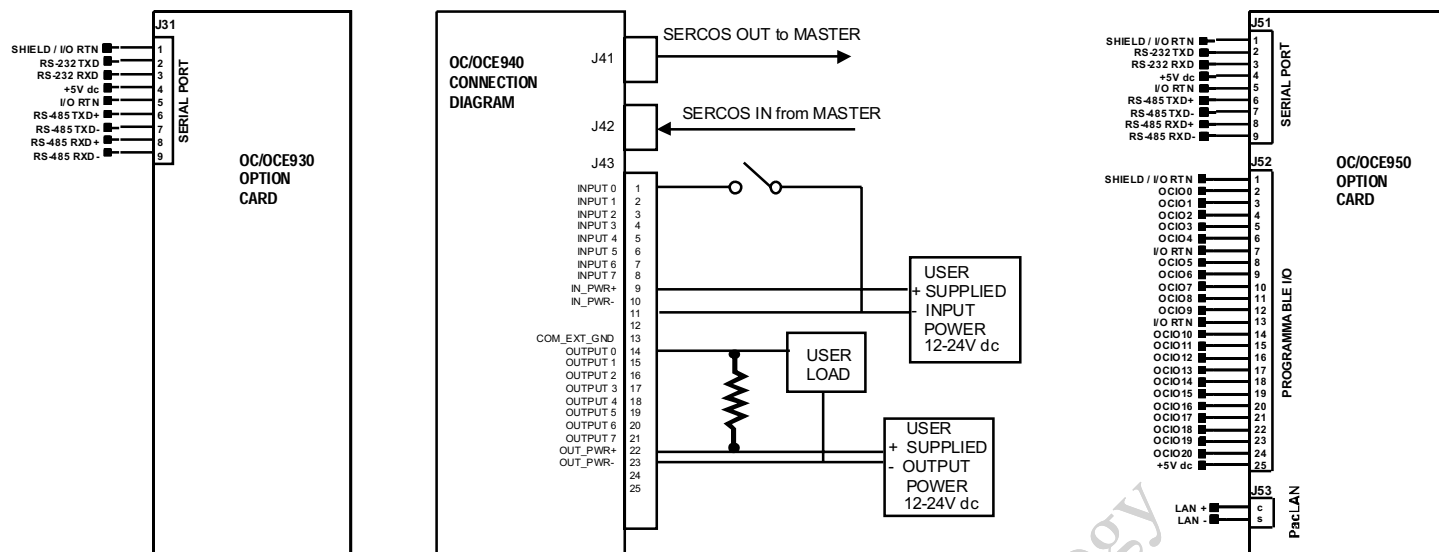 J31
SHIELD / I/O RTN 1
RS-232 TXD 2
RS-232 RXD 3
+5V dc 4
I/O RTN 5
RS-485 TXD+ 6
RS-485 TXD- 7
RS-485 RXD+ 8
RS-485 RXD- 9
SERIAL PORT
OC/OCE930
OPTION
CARD
OC/OCE940
CONNECTION
DIAGRAM
J41
SERCOS OUT to MASTER
J42
SERCOS IN from MASTER
J43
INPUT 0 1
INPUT 1 2
INPUT 2 3
INPUT 3 4
INPUT 4 5
INPUT 5 6
INPUT 6 7
INPUT 7 8
IN_PWR+ 9
IN_PWR- 10
11
12
COM_EXT_GND 13
OUTPUT 0 14
OUTPUT 1 15
OUTPUT 2 16
OUTPUT 3 17
OUTPUT 4 18
OUTPUT 5 19
OUTPUT 6 20
OUTPUT 7 21
OUT_PWR+ 22
OUT_PWR- 23
24
25
USER
+ SUPPLIED
- INPUT
POWER
12-24V dc
USER
LOAD
USER
+ SUPPLIED
- OUTPUT
POWER
12-24V dc
J51
SHIELD / I/O RTN 1
RS-232 TXD 2
RS-232 RXD 3
+5V dc 4
I/O RTN 5
RS-485 TXD+ 6
RS-485 TXD- 7
RS-485 RXD+ 8
RS-485 RXD- 9
SERIAL PORT
J52
SHIELD / I/O RTN 1
OCIO0 2
OCIO1 3
OCIO2 4
OCIO3 5
OCIO4 6
I/O RTN 7
OCIO5 8
OCIO6 9
OCIO7 10
OCIO8 11
OCIO9 12
I/O RTN 13
OCIO10 14
OCIO11 15
OCIO12 16
OCIO13 17
OCIO14 18
OCIO15 19
OCIO16 20
OCIO17 21
OCIO18 22
OCIO19 23
OCIO20 24
+5V dc 25
PROGRAMMABLE I/O
OC/OCE950
OPTION
CARD
J53
LAN + c
LAN - s
PacLAN